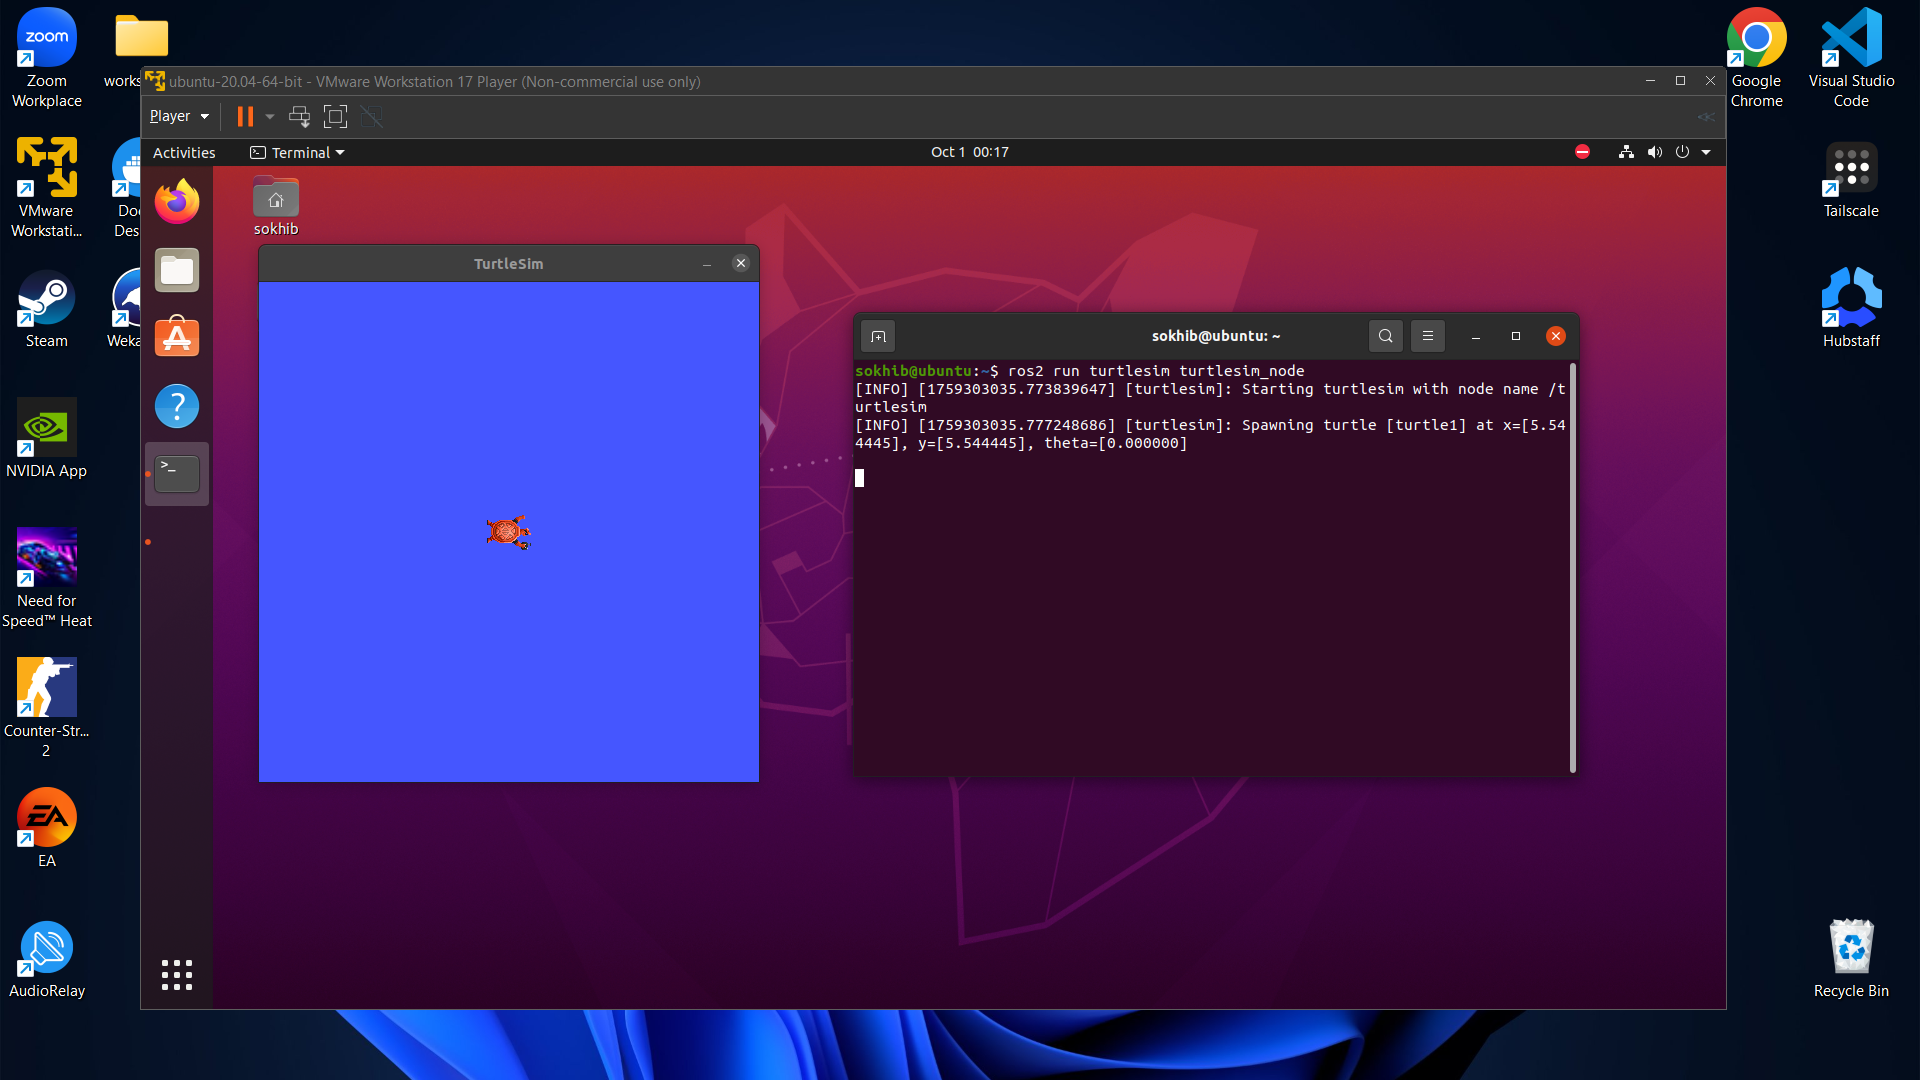 zoom
Zoom
Workplace
works
ubuntu-20.04-64-bit - VMware Workstation 17 Player (Non-commercial use only)
Player
Activities
Terminal
Oct 1 00:17
VMware
Workstati...
Doc
Des
Steam
Weka
NVIDIA App
Need for
Speed™ Heat
Counter-Str...
2
EA
EA
AudioRelay
sokhib
TurtleSim
sokhib@ubuntu: ~
sokhib@ubuntu:~$ ros2 run turtlesim turtlesim_node
[INFO] [1759303035.773839647] [turtlesim]: Starting turtlesim with node name /t
urtlesim
[INFO] [1759303035.777248686] [turtlesim]: Spawning turtle [turtle1] at x=[5.54
4445], y=[5.544445], theta=[0.000000]
Google
Chrome
Visual Studio
Code
Tailscale
Hubstaff
Recycle Bin